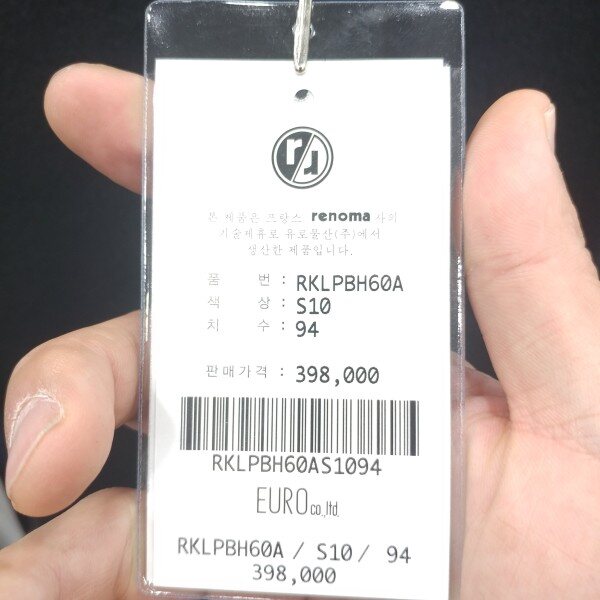 본 제품은 프랑스 renoma 사의
기술제휴로 유로물산(주)에서
생산한 제품입니다.
품 번 : RKLPBH60A
색 상 : S10
치 수 : 94
판매가격 : 398,000
RKLPBH60AS1094
EURO co.,ltd.
RKLPBH60A / S10 / 94
398,000